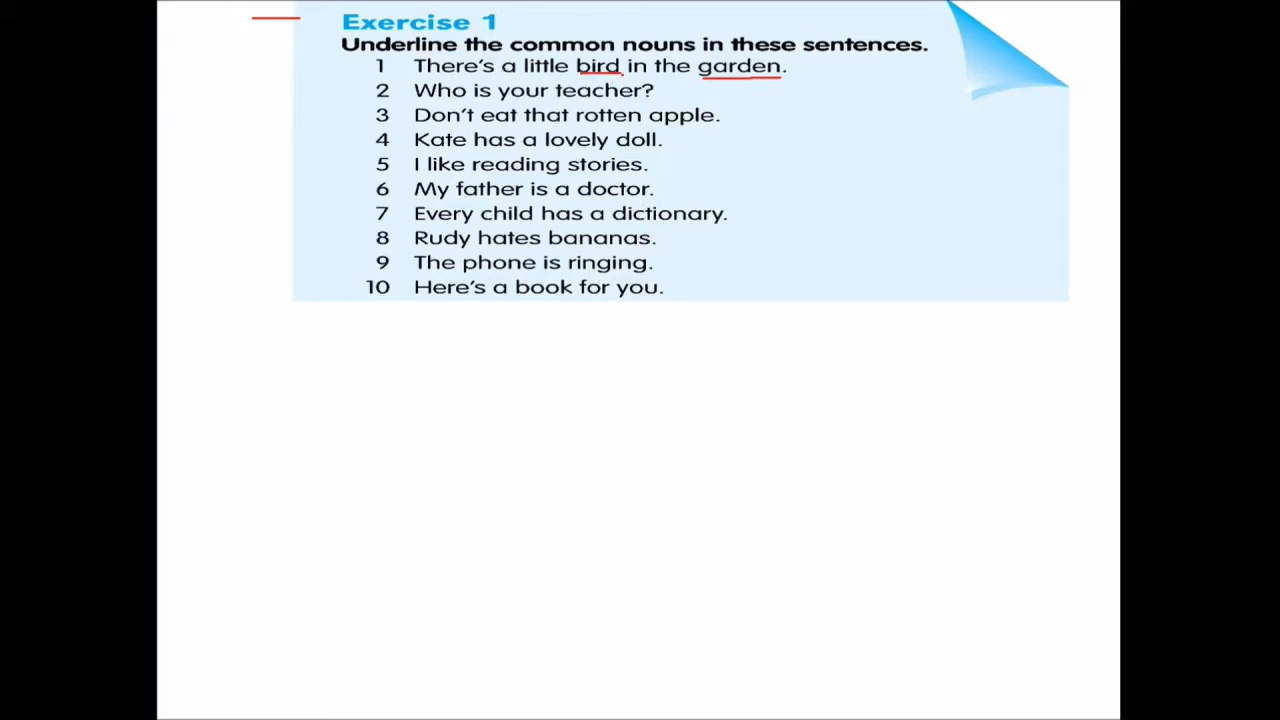 Exercise 1
Underline the common nouns in these sentences.
1 There's a little bird in the garden.
2 Who is your teacher?
3 Don't eat that rotten apple.
4 Kate has a lovely doll.
5 I like reading stories.
6 My father is a doctor.
7 Every child has a dictionary.
8 Rudy hates bananas.
9 The phone is ringing.
10 Here's a book for you.